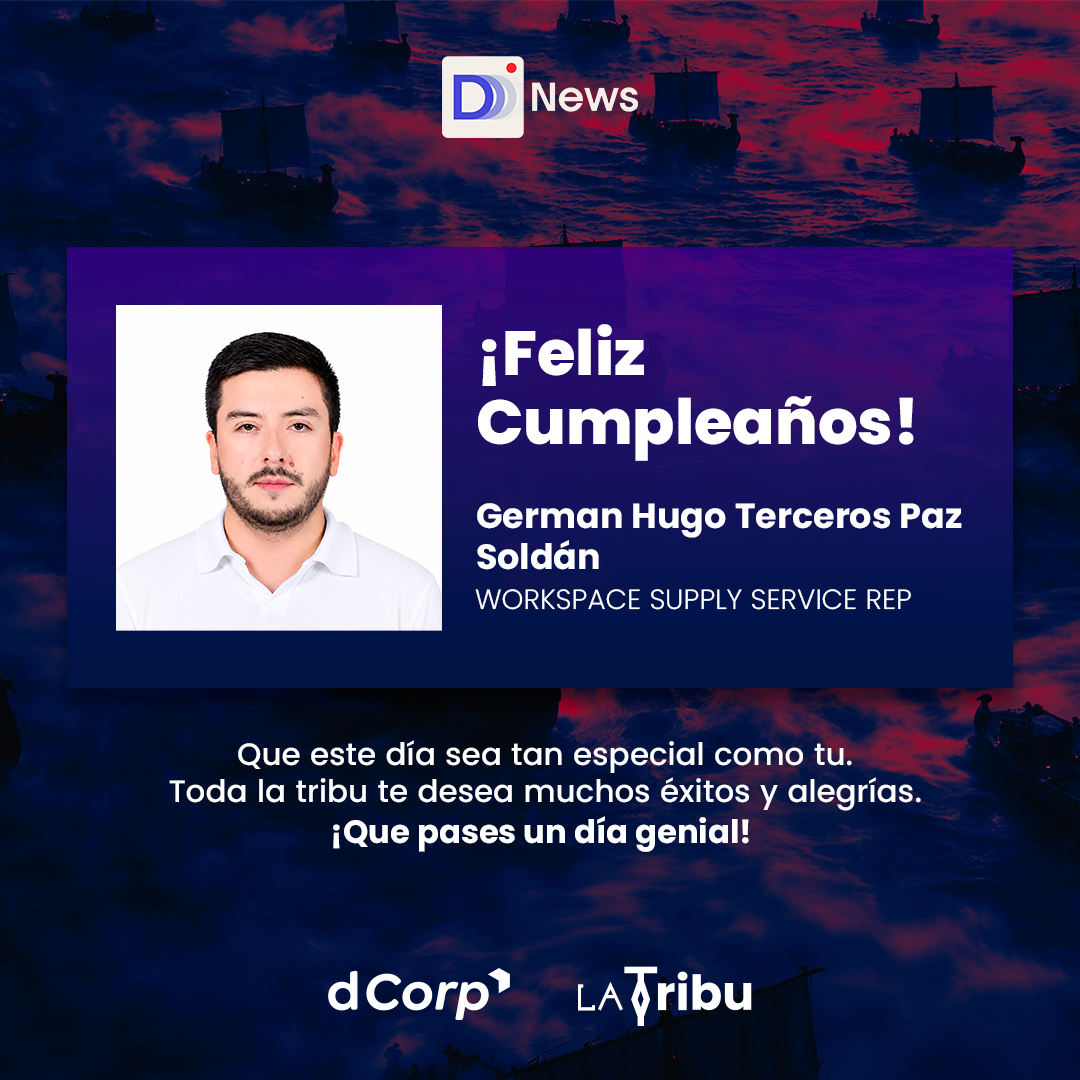 D News
¡Feliz
Cumpleaños!
German Hugo Terceros Paz
Soldán
WORKSPACE SUPPLY SERVICE REP
Que este día sea tan especial como tu.
Toda la tribu te desea muchos éxitos y alegrías.
¡Que pases un día genial!
dCorp LA Tribu